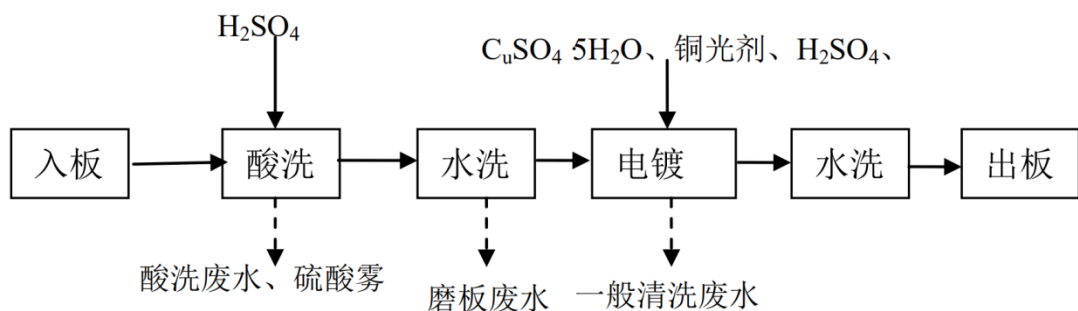 H₂SO₄
CuSO₄ 5H₂O、铜光剂、H₂SO₄、
入板
酸洗
水洗
电镀
水洗
出板
酸洗废水、硫酸雾
磨板废水
一般清洗废水